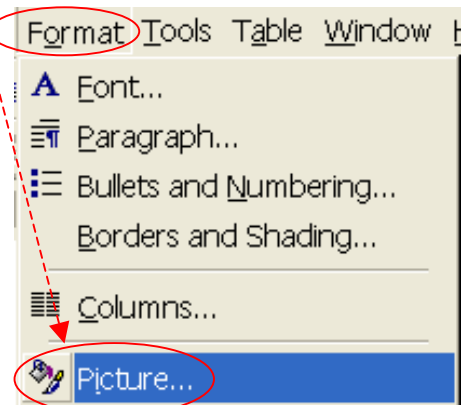 Format Tools Table Window
Font...
Paragraph...
Bullets and Numbering...
Borders and Shading...
Columns...
Picture...